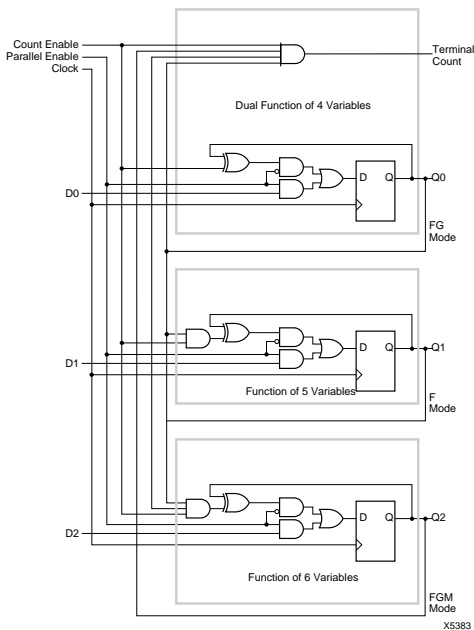 Count Enable
Parallel Enable
Clock
Terminal
Count
Dual Function of 4 Variables
D Q
Q0
D0
FG
Mode
D Q
Q1
D1
Function of 5 Variables
F
Mode
D Q
Q2
D2
Function of 6 Variables
FGM
Mode
X5383